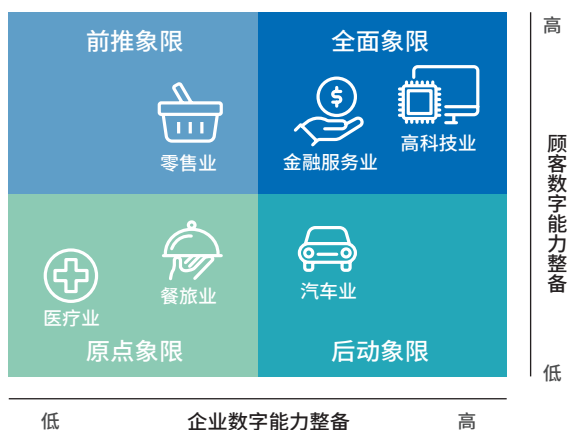 前推象限
全面象限
高
零售业
金融服务业
高科技业
顾客数字能力整备
医疗业
餐旅业
汽车业
原点象限
后动象限
低
低
企业数字能力整备
高